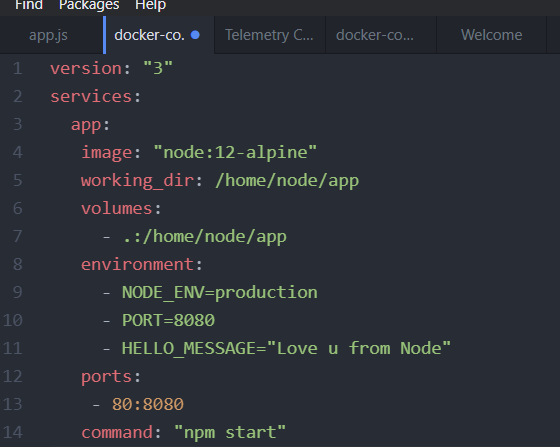 Find Packages Help
app.js docker-co. Telemetry C... docker-co... Welcome
1 version: "3"
2 services:
3   app:
4    image: "node:12-alpine"
5    working_dir: /home/node/app
6    volumes:
7      - .:/home/node/app
8    environment:
9      - NODE_ENV=production
10      - PORT=8080
11      - HELLO_MESSAGE="Love u from Node"
12    ports:
13     - 80:8080
14    command: "npm start"